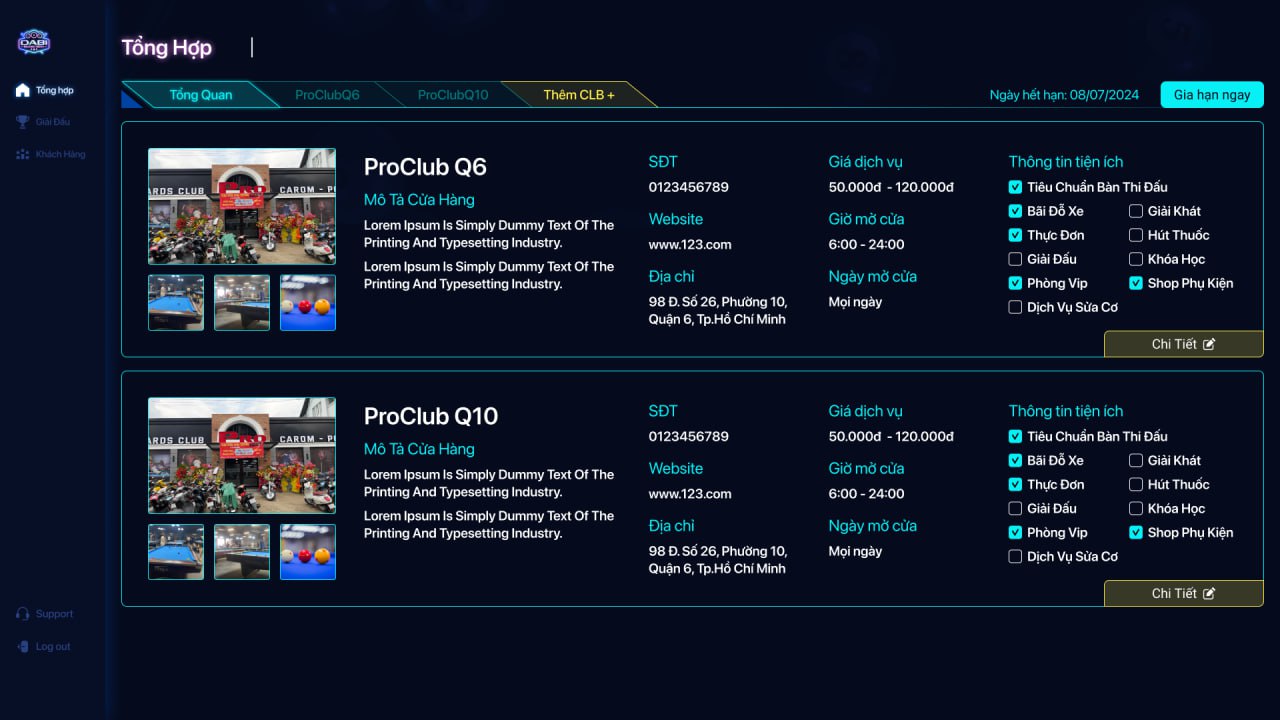 DABI
Tổng hợp
Giải Đấu
Khách Hàng
Support
Log out
Tổng Hợp
Tổng Quan
ProClubQ6
ProClubQ10
Thêm CLB +
Ngày hết hạn: 08/07/2024
Gia hạn ngay
ARDS CLUB
CAROM - P
ProClub Q6
Mô Tả Cửa Hàng
Lorem Ipsum Is Simply Dummy Text Of The
Printing And Typesetting Industry.
Lorem Ipsum Is Simply Dummy Text Of The
Printing And Typesetting Industry.
SĐT
0123456789
Website
www.123.com
Địa chỉ
98 Đ. Số 26, Phường 10,
Quận 6, Tp.Hồ Chí Minh
Giá dịch vụ
50.000đ - 120.000đ
Giờ mở cửa
6:00 - 24:00
Ngày mở cửa
Mọi ngày
Thông tin tiện ích
Tiêu Chuẩn Bàn Thi Đấu
Bãi Đỗ Xe
Giải Khát
Thực Đơn
Hút Thuốc
Giải Đấu
Khóa Học
Phòng Vip
Shop Phụ Kiện
Dịch Vụ Sửa Cơ
Chi Tiết
ARDS CLUB
CAROM - P
ProClub Q10
Mô Tả Cửa Hàng
Lorem Ipsum Is Simply Dummy Text Of The
Printing And Typesetting Industry.
Lorem Ipsum Is Simply Dummy Text Of The
Printing And Typesetting Industry.
SĐT
0123456789
Website
www.123.com
Địa chỉ
98 Đ. Số 26, Phường 10,
Quận 6, Tp.Hồ Chí Minh
Giá dịch vụ
50.000đ - 120.000đ
Giờ mở cửa
6:00 - 24:00
Ngày mở cửa
Mọi ngày
Thông tin tiện ích
Tiêu Chuẩn Bàn Thi Đấu
Bãi Đỗ Xe
Giải Khát
Thực Đơn
Hút Thuốc
Giải Đấu
Khóa Học
Phòng Vip
Shop Phụ Kiện
Dịch Vụ Sửa Cơ
Chi Tiết